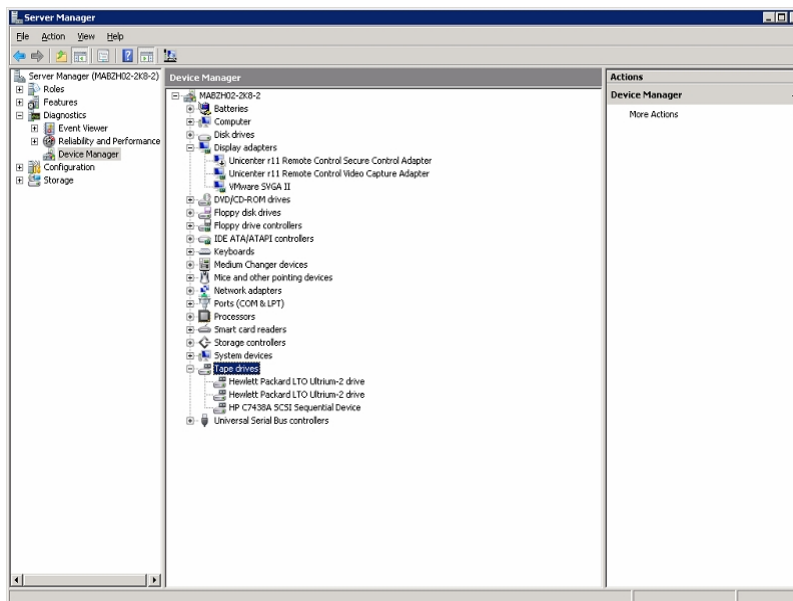 Server Manager
File Action View Help
Server Manager (MABZH02-2K8-2)
Roles
Features
Diagnostics
Event Viewer
Reliability and Performance
Device Manager
Configuration
Storage
Device Manager
MABZH02-2K8-2
Batteries
Computer
Disk drives
Display adapters
Unicenter r11 Remote Control Secure Control Adapter
Unicenter r11 Remote Control Video Capture Adapter
VMware SVGA II
DVD/CD-ROM drives
Floppy disk drives
Floppy drive controllers
IDE ATA/ATAPI controllers
Keyboards
Medium Changer devices
Mice and other pointing devices
Network adapters
Ports (COM & LPT)
Processors
Smart card readers
Storage controllers
System devices
Tape drives
Hewlett Packard LTO Ultrium-2 drive
Hewlett Packard LTO Ultrium-2 drive
HP C7438A SCSI Sequential Device
Universal Serial Bus controllers
Actions
Device Manager
More Actions